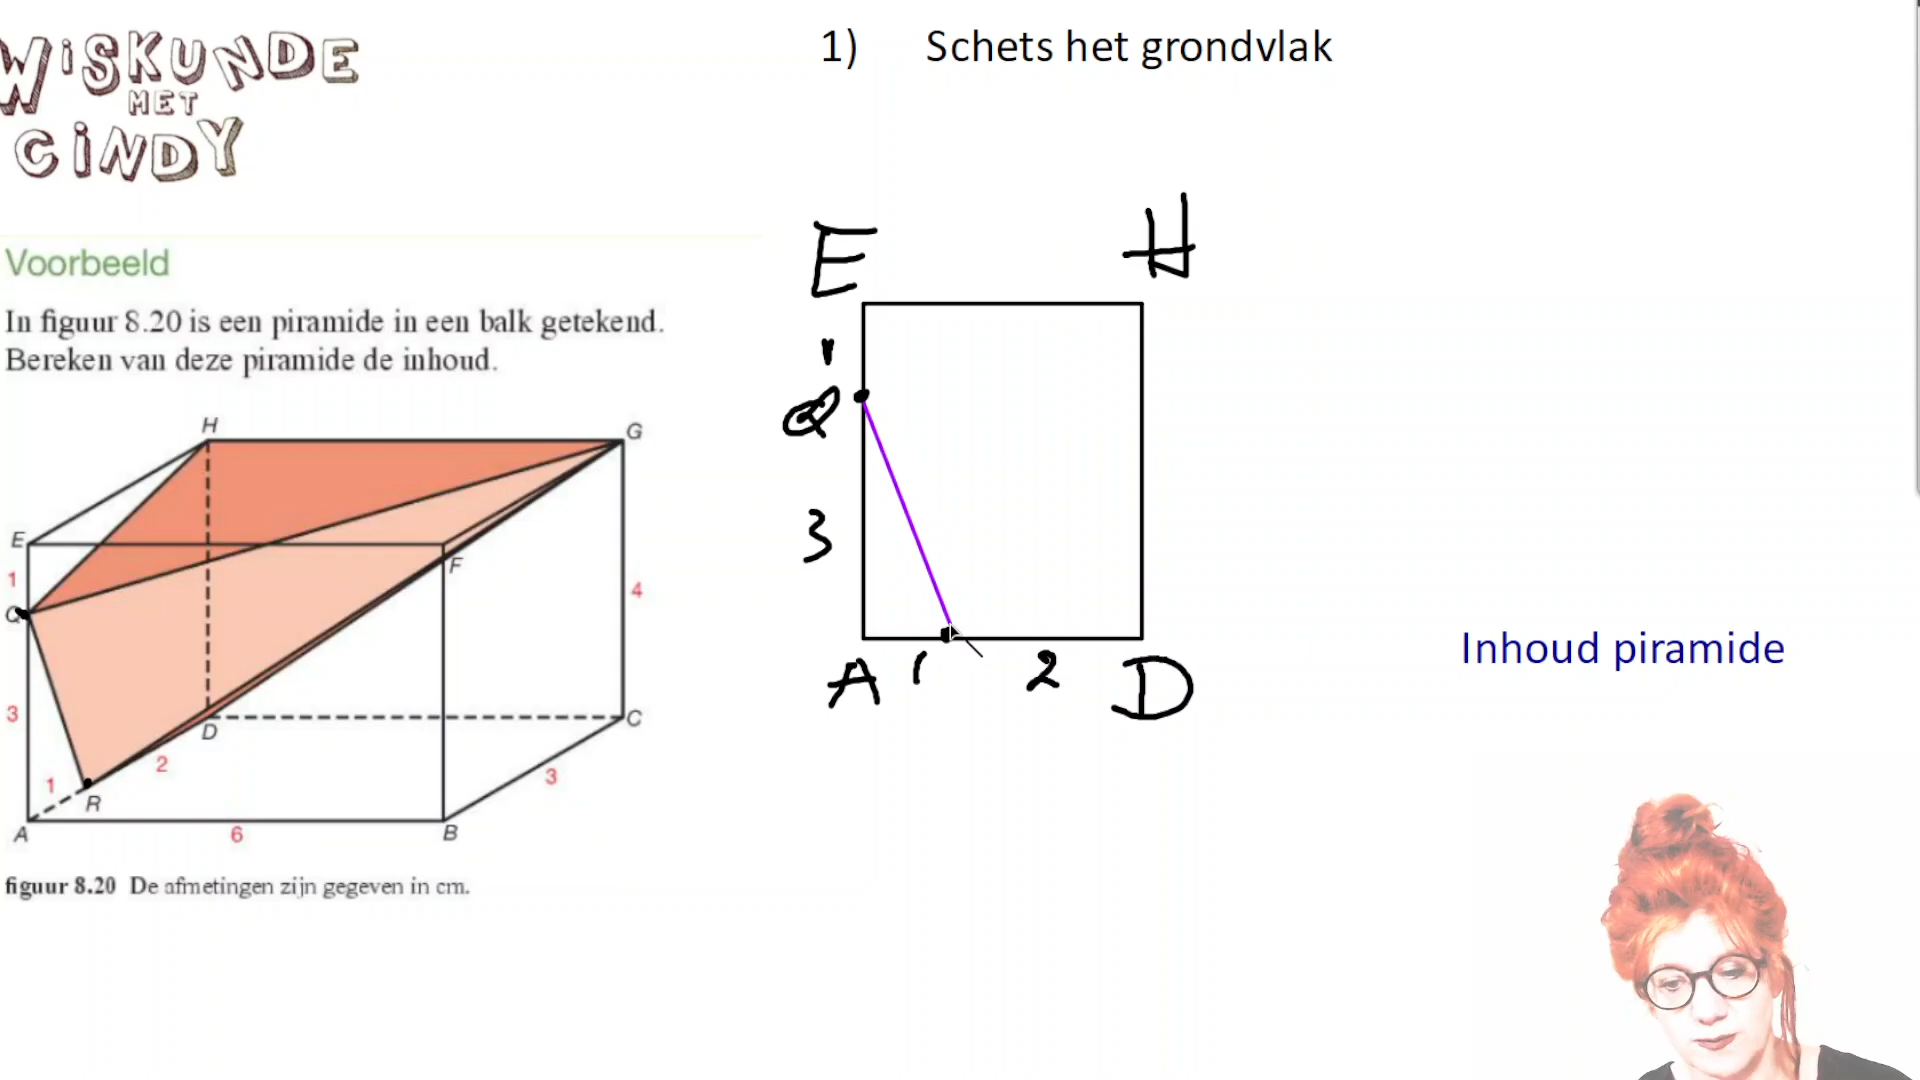 WiSKUNDE
MET
CiNDY
1) Schets het grondvlak
Voorbeeld
In figuur 8.20 is een piramide in een balk getekend.
Bereken van deze piramide de inhoud.
H
G
E
F
1
Q
4
3
D
C
2
1
R
3
A
6
B
figuur 8.20 De afmetingen zijn gegeven in cm.
E
H
1
Q
3
A
1
2
D
Inhoud piramide